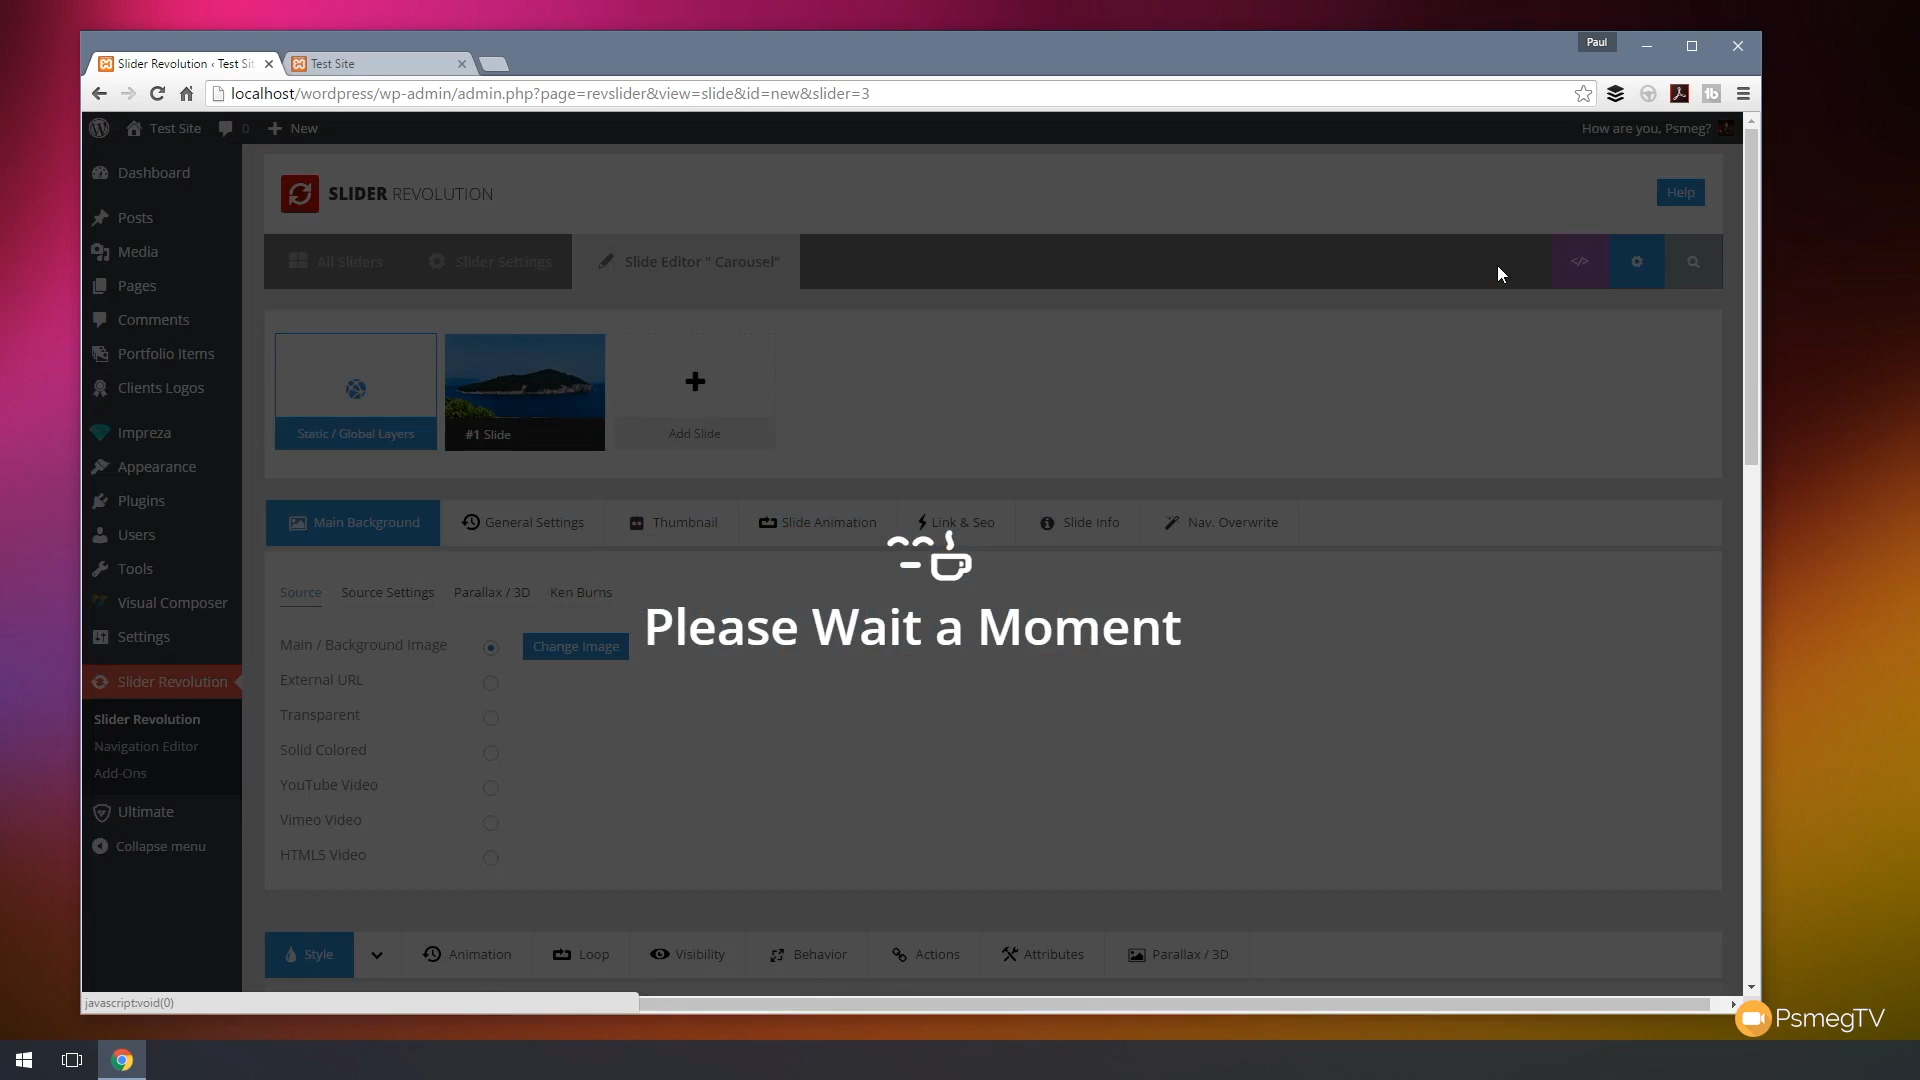 Paul
Slider Revolution ‹ Test Sit
Test Site
localhost/wordpress/wp-admin/admin.php?page=revslider&view=slide&id=new&slider=3
Test Site
0
New
How are you, Psmeg?
Dashboard
Posts
Media
Pages
Comments
Portfolio Items
Clients Logos
Impreza
Appearance
Plugins
Users
Tools
Visual Composer
Settings
Slider Revolution
Slider Revolution
Navigation Editor
Add-Ons
Ultimate
Collapse menu
SLIDER REVOLUTION
Help
All Sliders
Slider Settings
Slide Editor " Carousel"
</>
Static / Global Layers
#1 Slide
Add Slide
Main Background
General Settings
Thumbnail
Slide Animation
Link & Seo
Slide Info
Nav. Overwrite
Source
Source Settings
Parallax / 3D
Ken Burns
Please Wait a Moment
Main / Background Image
Change Image
External URL
Transparent
Solid Colored
YouTube Video
Vimeo Video
HTML5 Video
Style
Animation
Loop
Visibility
Behavior
Actions
Attributes
Parallax / 3D
javascript:void(0)
PsmegTV